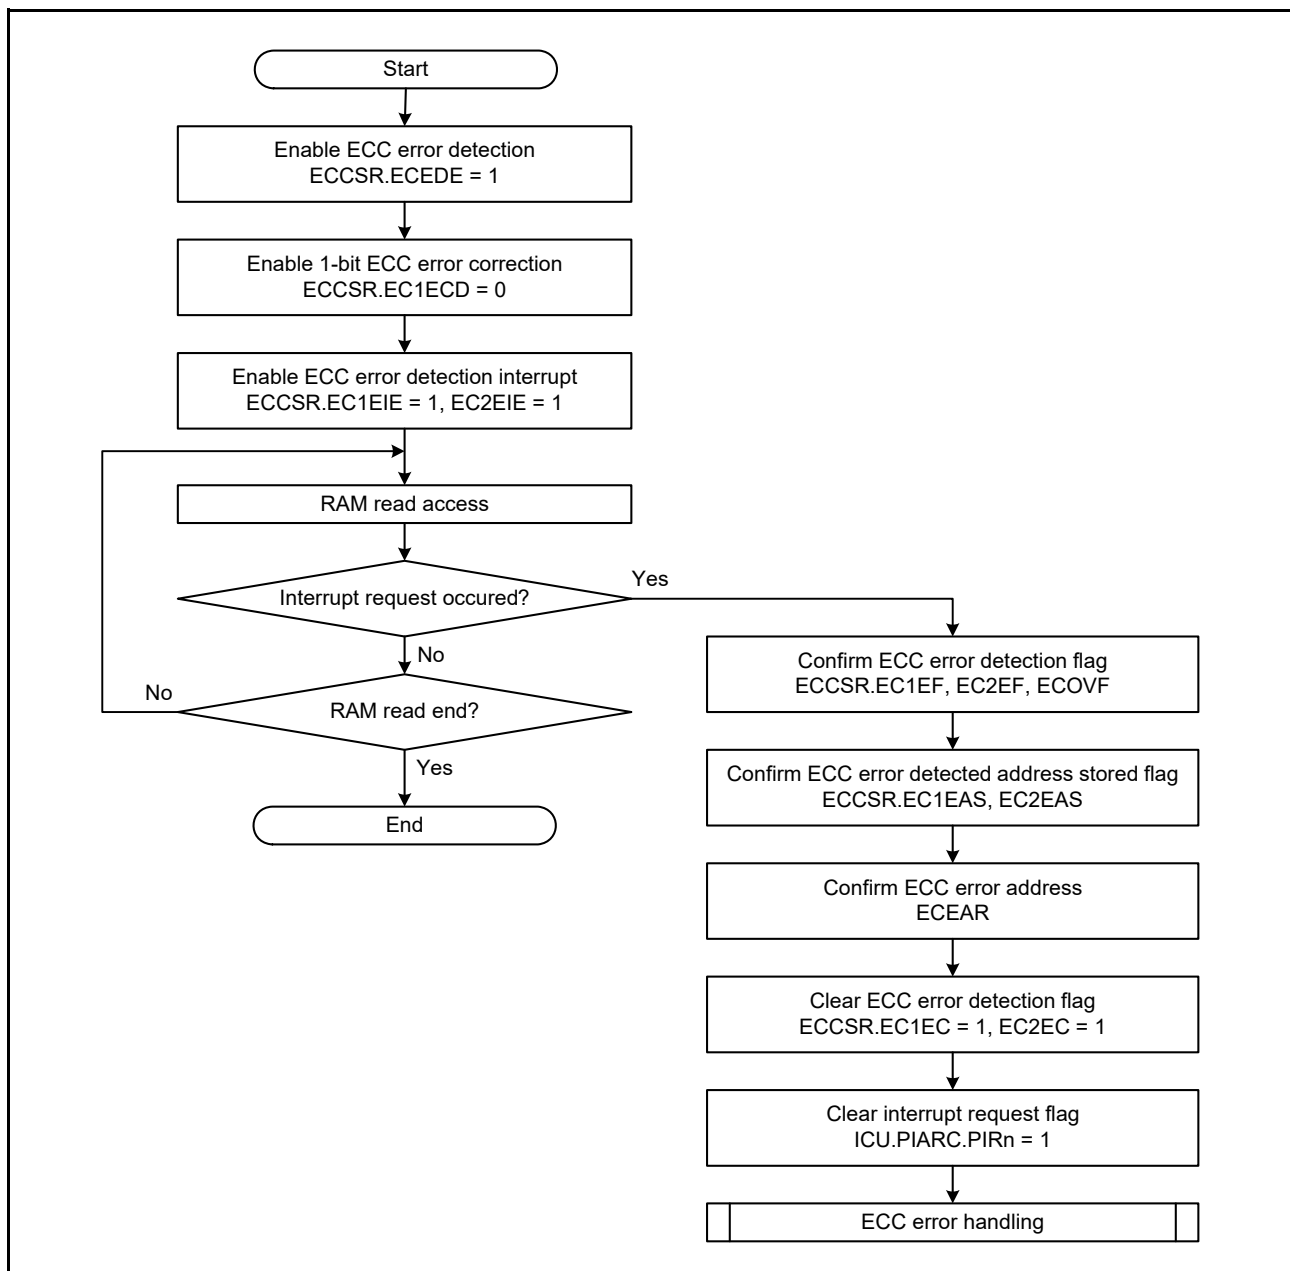 Start
Enable ECC error detection
ECCSR.ECEDE = 1
Enable 1-bit ECC error correction
ECCSR.EC1ECD = 0
Enable ECC error detection interrupt
ECCSR.EC1EIE = 1, EC2EIE = 1
RAM read access
Interrupt request occured?
Yes
No
RAM read end?
No
Yes
End
Confirm ECC error detection flag
ECCSR.EC1EF, EC2EF, ECOVF
Confirm ECC error detected address stored flag
ECCSR.EC1EAS, EC2EAS
Confirm ECC error address
ECEAR
Clear ECC error detection flag
ECCSR.EC1EC = 1, EC2EC = 1
Clear interrupt request flag
ICU.PIARC.PIRn = 1
ECC error handling